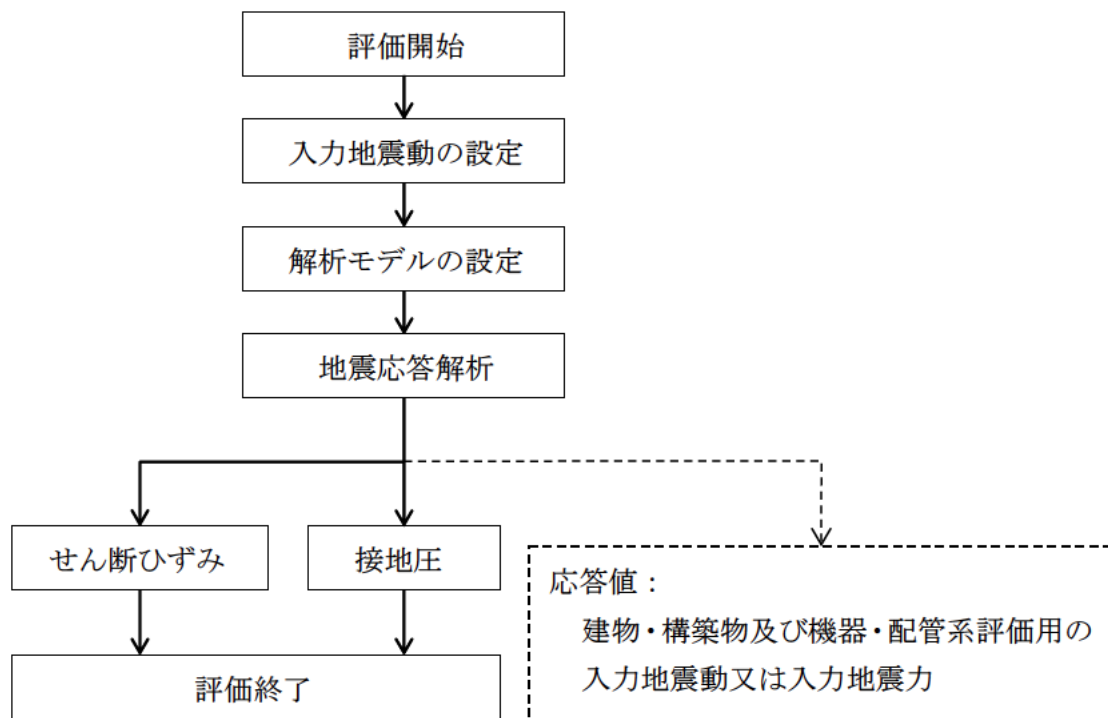 評価開始
入力地震動の設定
解析モデルの設定
地震応答解析
せん断ひずみ
接地圧
応答値：
建物・構築物及び機器・配管系評価用の
入力地震動又は入力地震力
評価終了